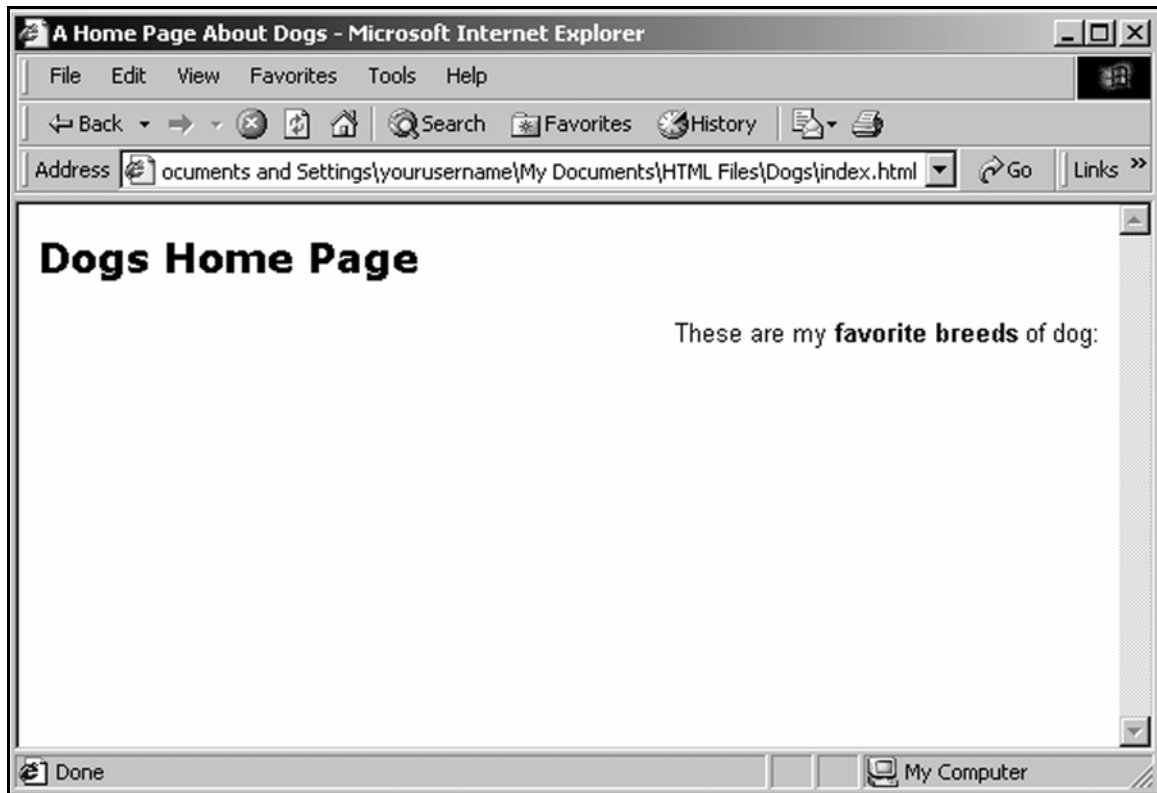 A Home Page About Dogs - Microsoft Internet Explorer
File Edit View Favorites Tools Help
Back Search Favorites History
Address ocuments and Settings\yourusername\My Documents\HTML Files\Dogs\index.html Go Links »
Dogs Home Page
These are my favorite breeds of dog:
Done My Computer